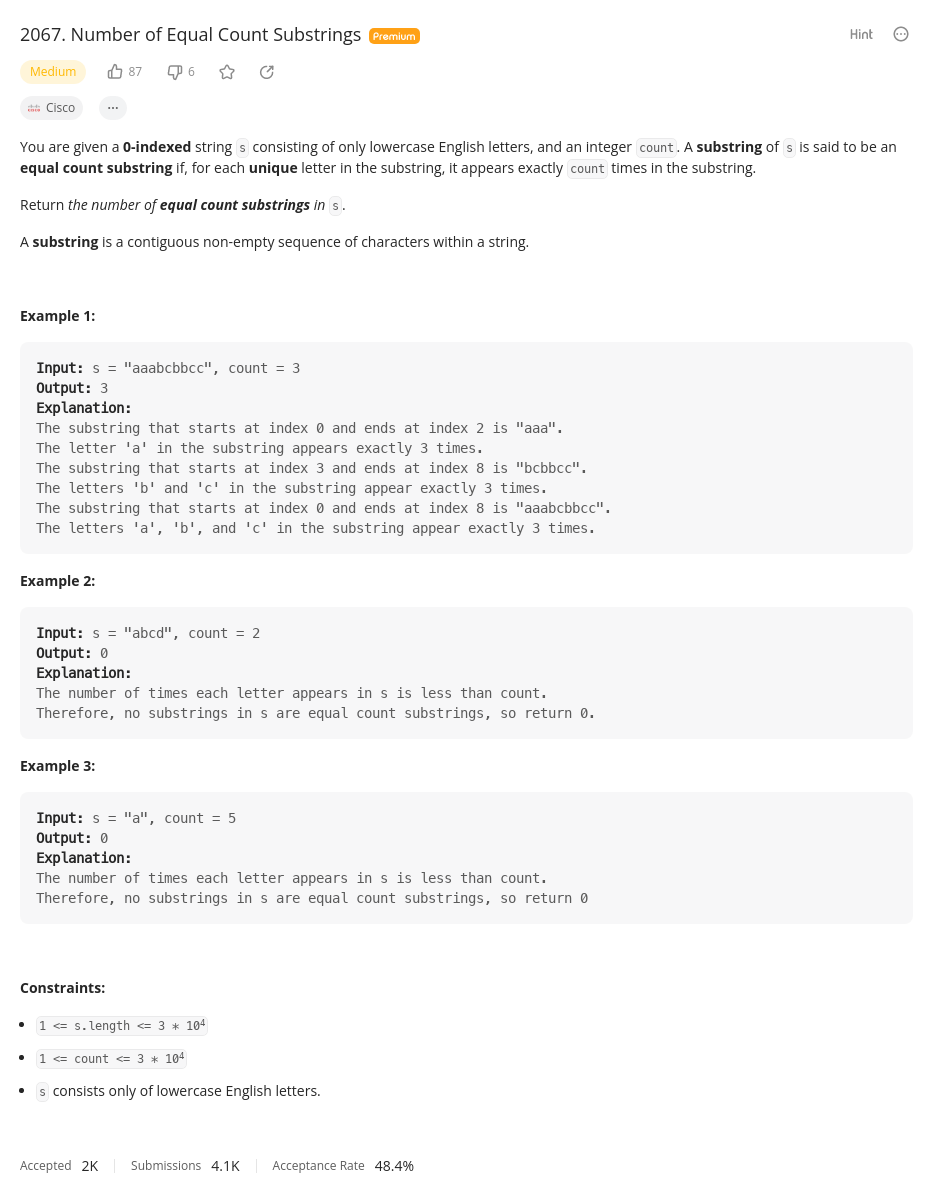 2067. Number of Equal Count Substrings Premium Hint
Medium 87 6
Cisco ...
You are given a 0-indexed string s consisting of only lowercase English letters, and an integer count. A substring of s is said to be an
equal count substring if, for each unique letter in the substring, it appears exactly count times in the substring.
Return the number of equal count substrings in s.
A substring is a contiguous non-empty sequence of characters within a string.
Example 1:
Input: s = "aaabcbbcc", count = 3
Output: 3
Explanation:
The substring that starts at index 0 and ends at index 2 is "aaa".
The letter 'a' in the substring appears exactly 3 times.
The substring that starts at index 3 and ends at index 8 is "bcbbcc".
The letters 'b' and 'c' in the substring appear exactly 3 times.
The substring that starts at index 0 and ends at index 8 is "aaabcbbcc".
The letters 'a', 'b', and 'c' in the substring appear exactly 3 times.
Example 2:
Input: s = "abcd", count = 2
Output: 0
Explanation:
The number of times each letter appears in s is less than count.
Therefore, no substrings in s are equal count substrings, so return 0.
Example 3:
Input: s = "a", count = 5
Output: 0
Explanation:
The number of times each letter appears in s is less than count.
Therefore, no substrings in s are equal count substrings, so return 0
Constraints:
• 1 <= s.length <= 3 * 10⁴
• 1 <= count <= 3 * 10⁴
• s consists only of lowercase English letters.
Accepted 2K Submissions 4.1K Acceptance Rate 48.4%